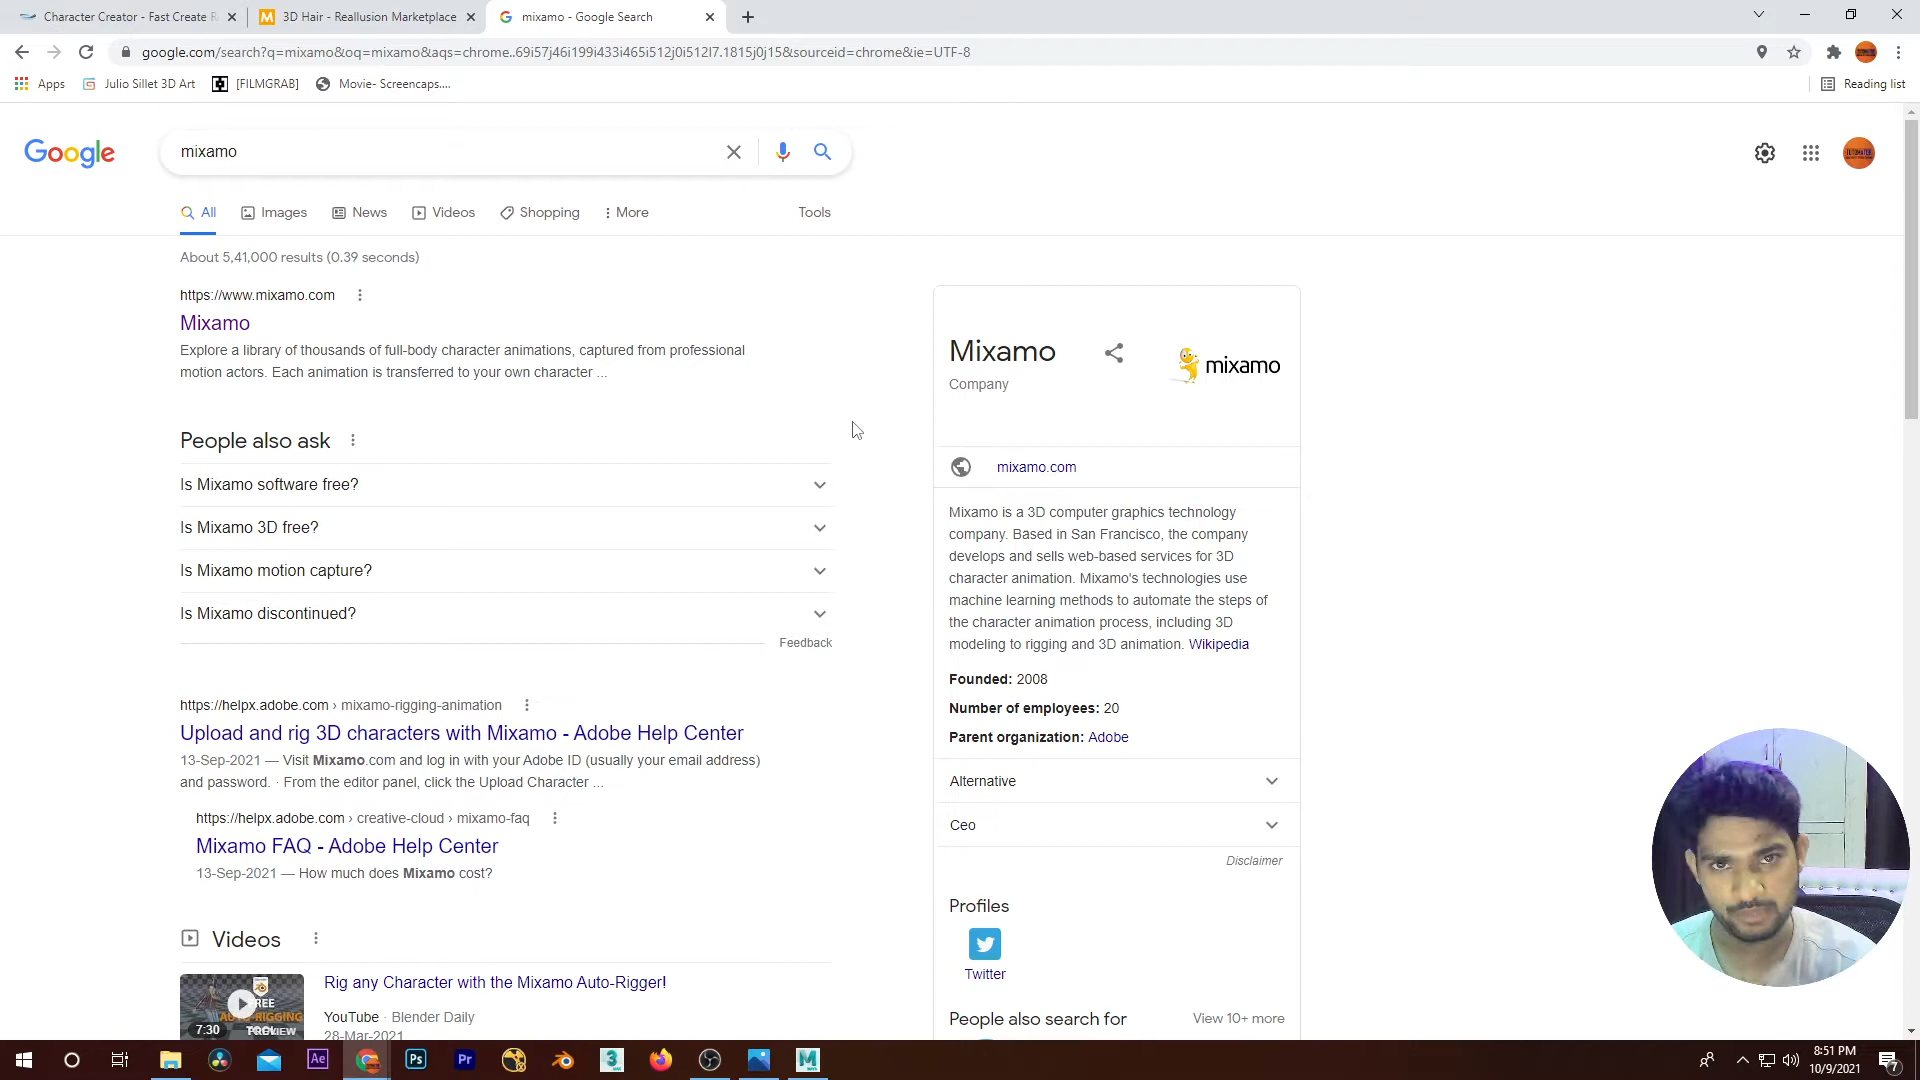 Character Creator - Fast Create R
3D Hair - Reallusion Marketplace
mixamo - Google Search
google.com/search?q=mixamo&oq=mixamo&aqs=chrome..69i57j46i199i433i465i512j0i512l7.1815j0j15&sourceid=chrome&ie=UTF-8
Apps
Julio Sillet 3D Art
[FILMGRAB]
Movie- Screencaps....
Reading list
Google
mixamo
All
Images
News
Videos
Shopping
More
Tools
About 5,41,000 results (0.39 seconds)
https://www.mixamo.com
Mixamo
Explore a library of thousands of full-body character animations, captured from professional
motion actors. Each animation is transferred to your own character ...
People also ask
Is Mixamo software free?
Is Mixamo 3D free?
Is Mixamo motion capture?
Is Mixamo discontinued?
Feedback
https://helpx.adobe.com › mixamo-rigging-animation
Upload and rig 3D characters with Mixamo - Adobe Help Center
13-Sep-2021 — Visit Mixamo.com and log in with your Adobe ID (usually your email address)
and password. · From the editor panel, click the Upload Character ...
https://helpx.adobe.com › creative-cloud › mixamo-faq
Mixamo FAQ - Adobe Help Center
13-Sep-2021 — How much does Mixamo cost?
Videos
7:30
PREVIEW
Rig any Character with the Mixamo Auto-Rigger!
YouTube · Blender Daily
28-Mar-2021
Mixamo
Company
mixamo
mixamo.com
Mixamo is a 3D computer graphics technology
company. Based in San Francisco, the company
develops and sells web-based services for 3D
character animation. Mixamo's technologies use
machine learning methods to automate the steps of
the character animation process, including 3D
modeling to rigging and 3D animation. Wikipedia
Founded: 2008
Number of employees: 20
Parent organization: Adobe
Alternative
Ceo
Disclaimer
Profiles
Twitter
People also search for
View 10+ more
Ae
Ps
Pr
3
M
8:51 PM
10/9/2021
7